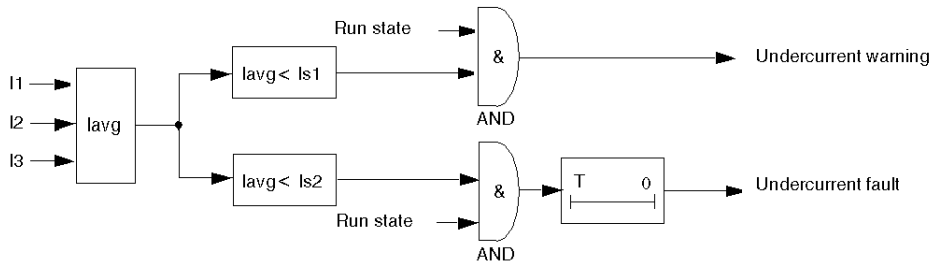 Run state
&
Undercurrent warning
Iavg< Is1
I1
I2
Iavg
I3
AND
Iavg< Is2
&
T 0
Undercurrent fault
Run state
AND